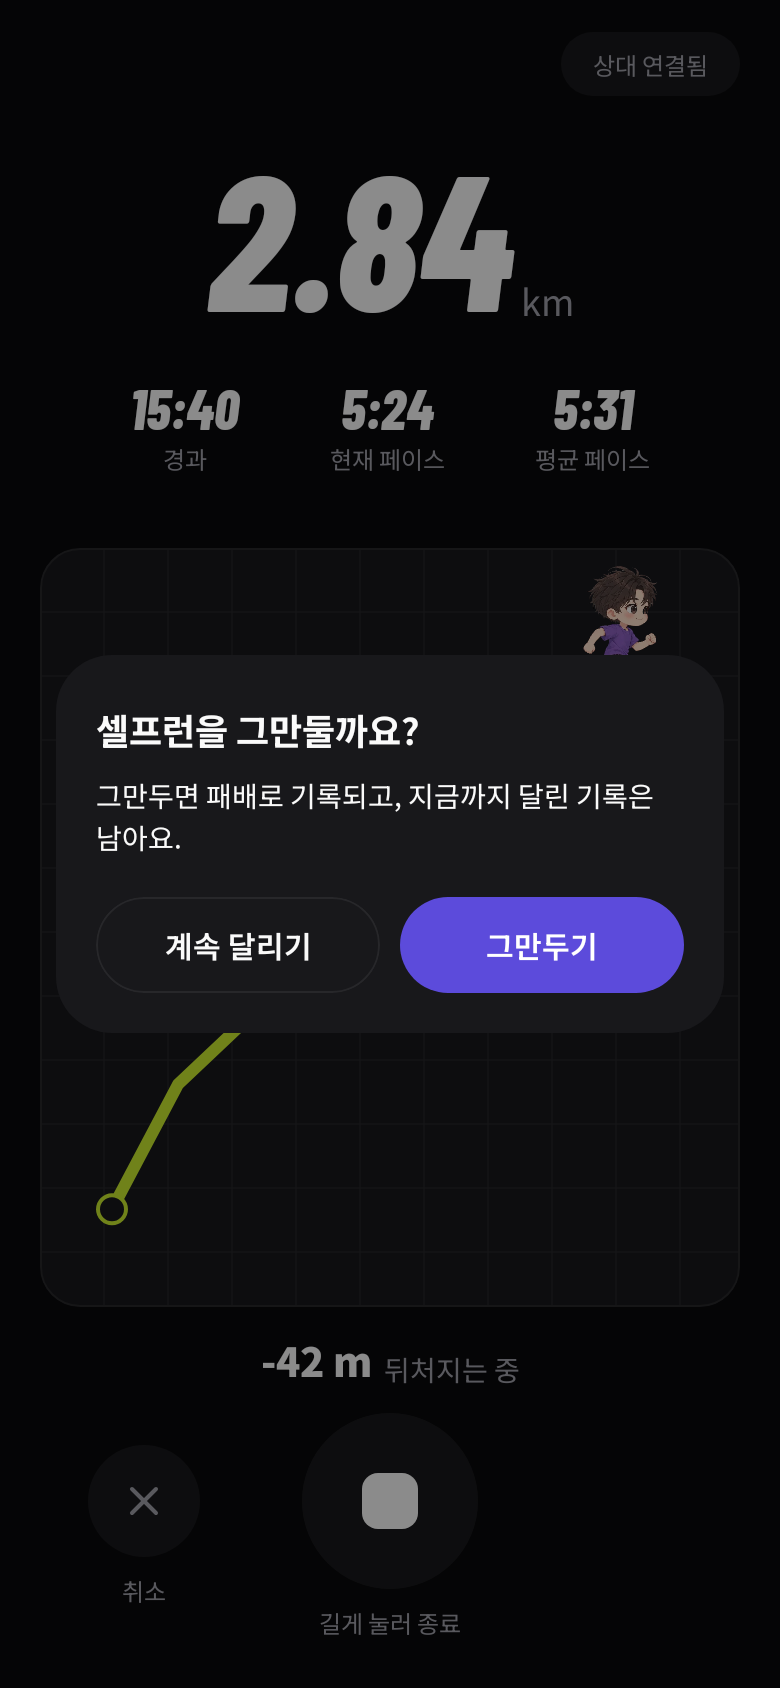 상대 연결됨
2.84 km
15:40 5:24 5:31
경과 현재 페이스 평균 페이스
셀프런을 그만둘까요?
그만두면 패배로 기록되고, 지금까지 달린 기록은
남아요.
계속 달리기 그만두기
-42 m 뒤처지는 중
취소
길게 눌러 종료